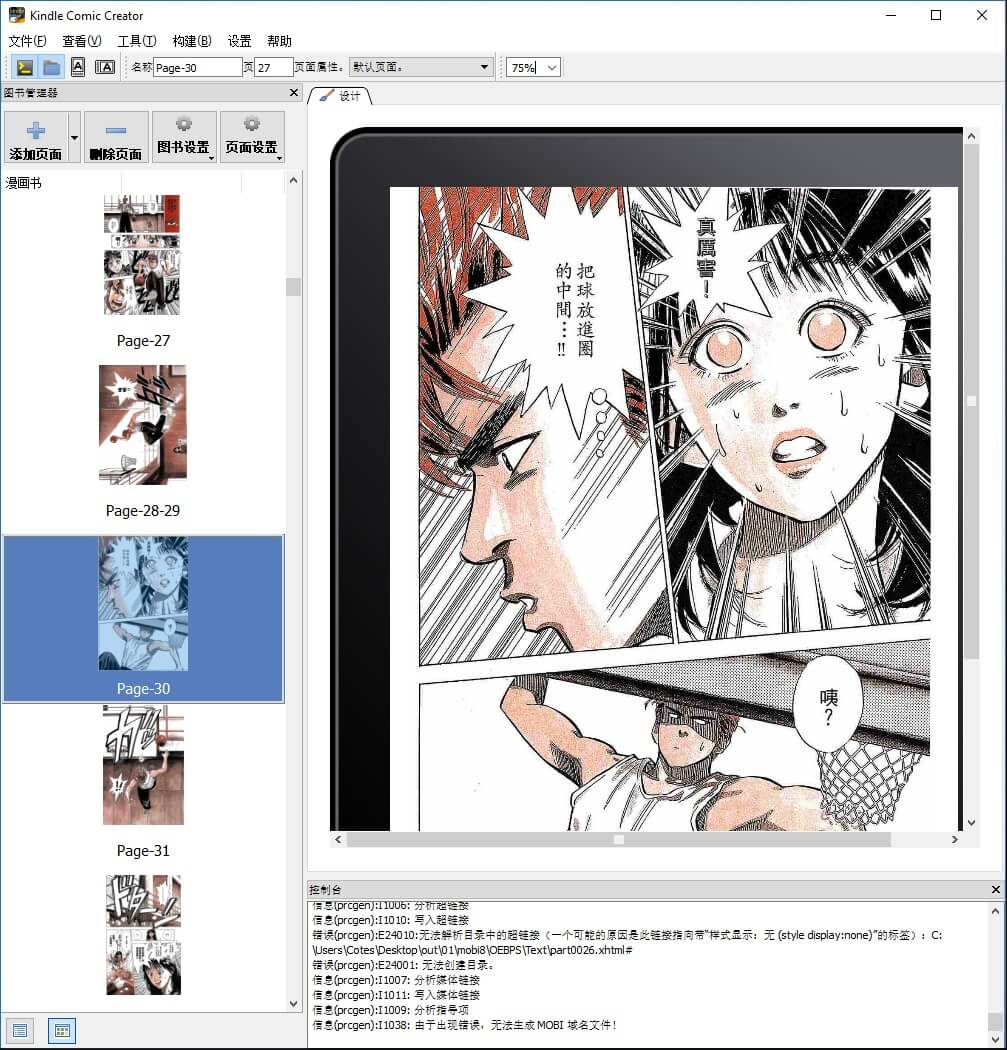 Kindle Comic Creator
文件(F) 查看(V) 工具(T) 构建(B) 设置 帮助
名称 Page-30 页 27 页面属性。 默认页面。 75%
图书管理器
设计
添加页面 删除页面 图书设置 页面设置
漫画书
Page-27
Page-28-29
Page-30
Page-31
真厲害！
把球放進圈
的中間…!!
咦？
控制台
信息(prcgen):I1006: 分析超链接
信息(prcgen):I1010: 写入超链接
错误(prcgen):E24010:无法解析目录中的超链接（一个可能的原因是此链接指向带“样式显示：无 (style display:none)”的标签）: C:
\Users\Cotes\Desktop\out\01\mobi8\OEBPS\Text\part0026.xhtml#
错误(prcgen):E24001: 无法创建目录。
信息(prcgen):I1007: 分析媒体链接
信息(prcgen):I1011: 写入媒体链接
信息(prcgen):I1009: 分析指导项
信息(prcgen):I1038: 由于出现错误，无法生成 MOBI 域名文件！